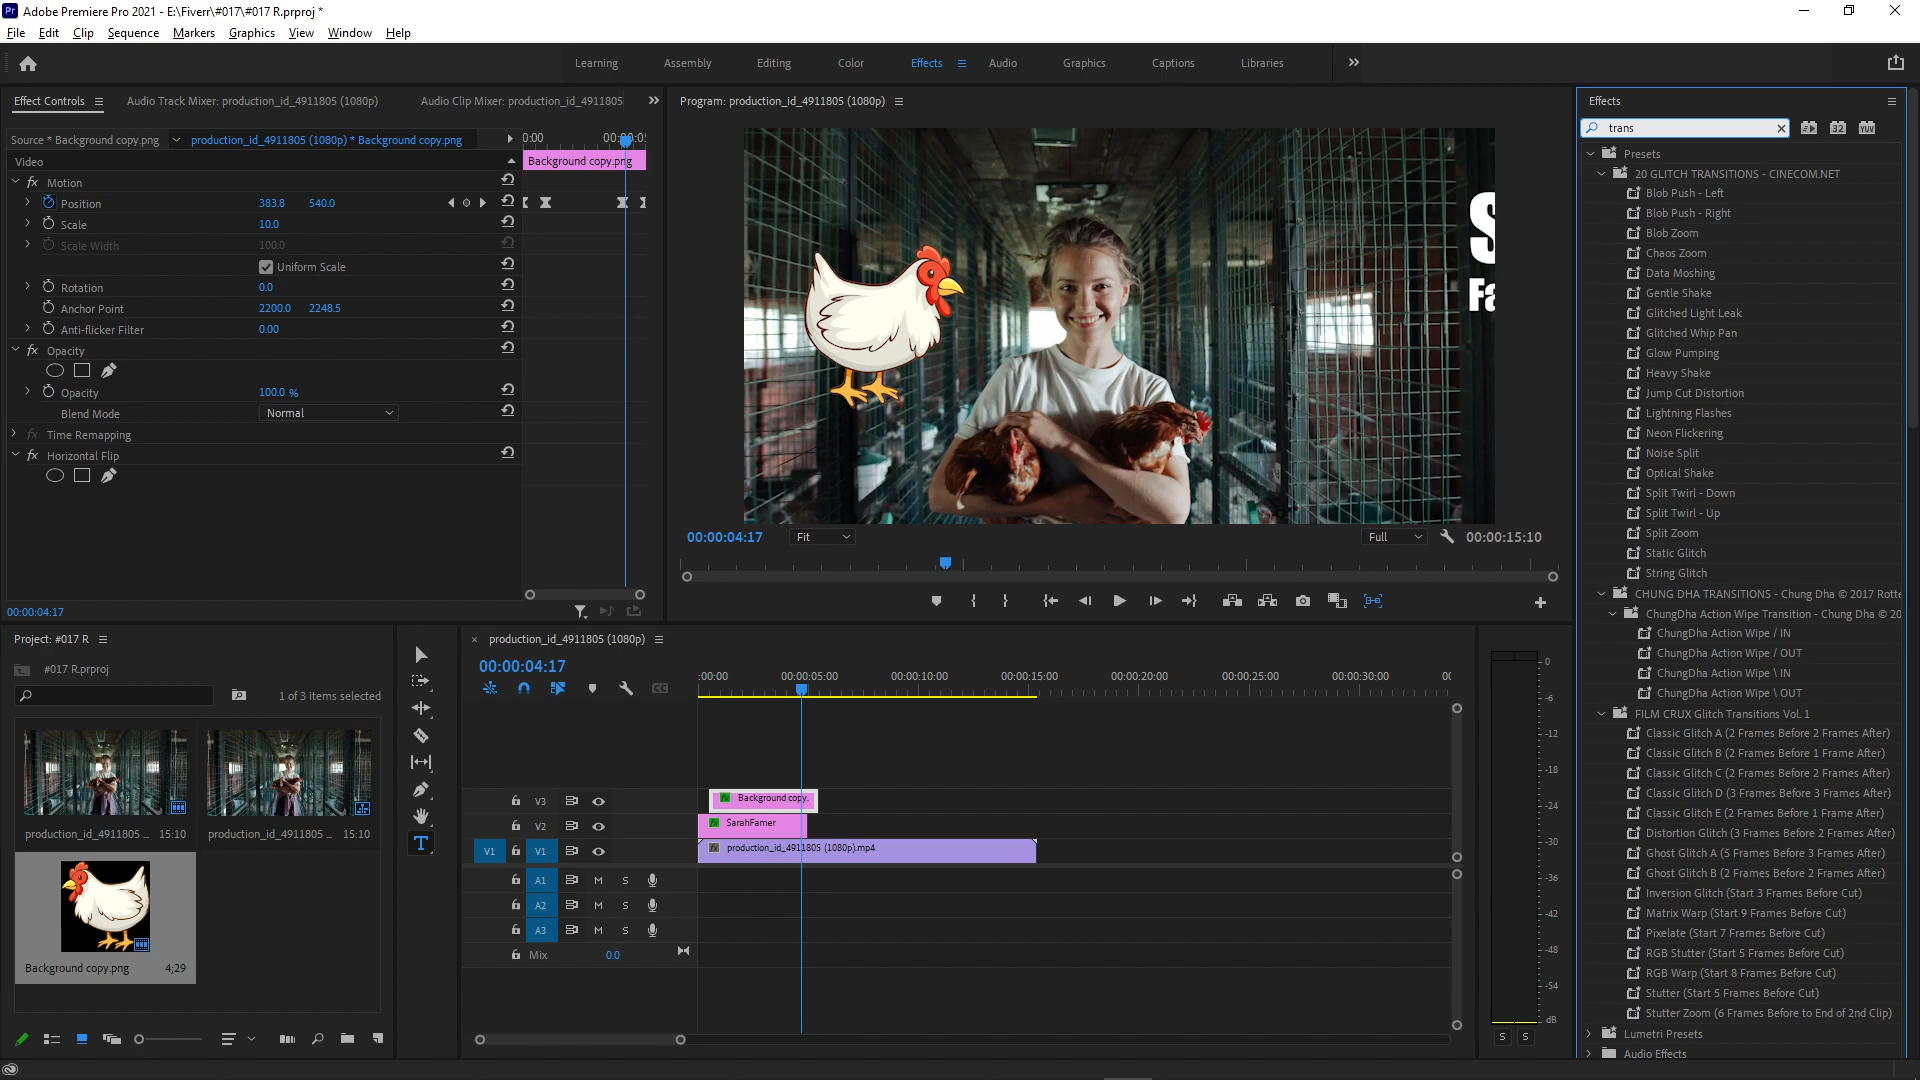 Adobe Premiere Pro 2021 - E:\Fiverr\#017\#017 R.prproj *
File Edit Clip Sequence Markers Graphics View Window Help
Learning Assembly Editing Color Effects Audio Graphics Captions Libraries
Effect Controls
Audio Track Mixer: production_id_4911805 (1080p)
Audio Clip Mixer: production_id_4911805
Source * Background copy.png
production_id_4911805 (1080p) * Background copy.png
Video
Background copy.png
Motion
Position 383.8 540.0
Scale 10.0
Scale Width 100.0
Uniform Scale
Rotation 0.0
Anchor Point 2200.0 2248.5
Anti-flicker Filter 0.00
Opacity
Opacity 100.0 %
Blend Mode Normal
Time Remapping
Horizontal Flip
00:00:04:17
Program: production_id_4911805 (1080p)
S
Fa
00:00:04:17 Fit Full 00:00:15:10
Effects
trans
32 YUV
Presets
20 GLITCH TRANSITIONS - CINECOM.NET
Blob Push - Left
Blob Push - Right
Blob Zoom
Chaos Zoom
Data Moshing
Gentle Shake
Glitched Light Leak
Glitched Whip Pan
Glow Pumping
Heavy Shake
Jump Cut Distortion
Lightning Flashes
Neon Flickering
Noise Split
Optical Shake
Split Twirl - Down
Split Twirl - Up
Split Zoom
Static Glitch
String Glitch
CHUNG DHA TRANSITIONS - Chung Dha © 2017 Rotte
ChungDha Action Wipe Transition - Chung Dha © 20
ChungDha Action Wipe / IN
ChungDha Action Wipe / OUT
ChungDha Action Wipe \ IN
ChungDha Action Wipe \ OUT
FILM CRUX Glitch Transitions Vol. 1
Classic Glitch A (2 Frames Before 2 Frames After)
Classic Glitch B (2 Frames Before 1 Frame After)
Classic Glitch C (2 Frames Before 2 Frames After)
Classic Glitch D (3 Frames Before 3 Frames After)
Classic Glitch E (2 Frames Before 1 Frame After)
Distortion Glitch (3 Frames Before 2 Frames After)
Ghost Glitch A (5 Frames Before 3 Frames After)
Ghost Glitch B (2 Frames Before 2 Frames After)
Inversion Glitch (Start 3 Frames Before Cut)
Matrix Warp (Start 9 Frames Before Cut)
Pixelate (Start 7 Frames Before Cut)
RGB Stutter (Start 5 Frames Before Cut)
RGB Warp (Start 8 Frames Before Cut)
Stutter (Start 5 Frames Before Cut)
Stutter Zoom (6 Frames Before to End of 2nd Clip)
Lumetri Presets
Audio Effects
Project: #017 R
#017 R.prproj
1 of 3 items selected
production_id_4911805 ... 15:10
production_id_4911805 ... 15:10
Background copy.png 4;29
production_id_4911805 (1080p)
00:00:04:17
:00:00 00:00:05:00 00:00:10:00 00:00:15:00 00:00:20:00 00:00:25:00 00:00:30:00
V3 Background copy.
V2 SarahFamer
V1 V1 production_id_4911805 (1080p).mp4
A1 M S
A2 M S
A3 M S
Mix 0.0
0
-6
-12
-18
-24
-30
-36
-42
-48
-54
dB
S S